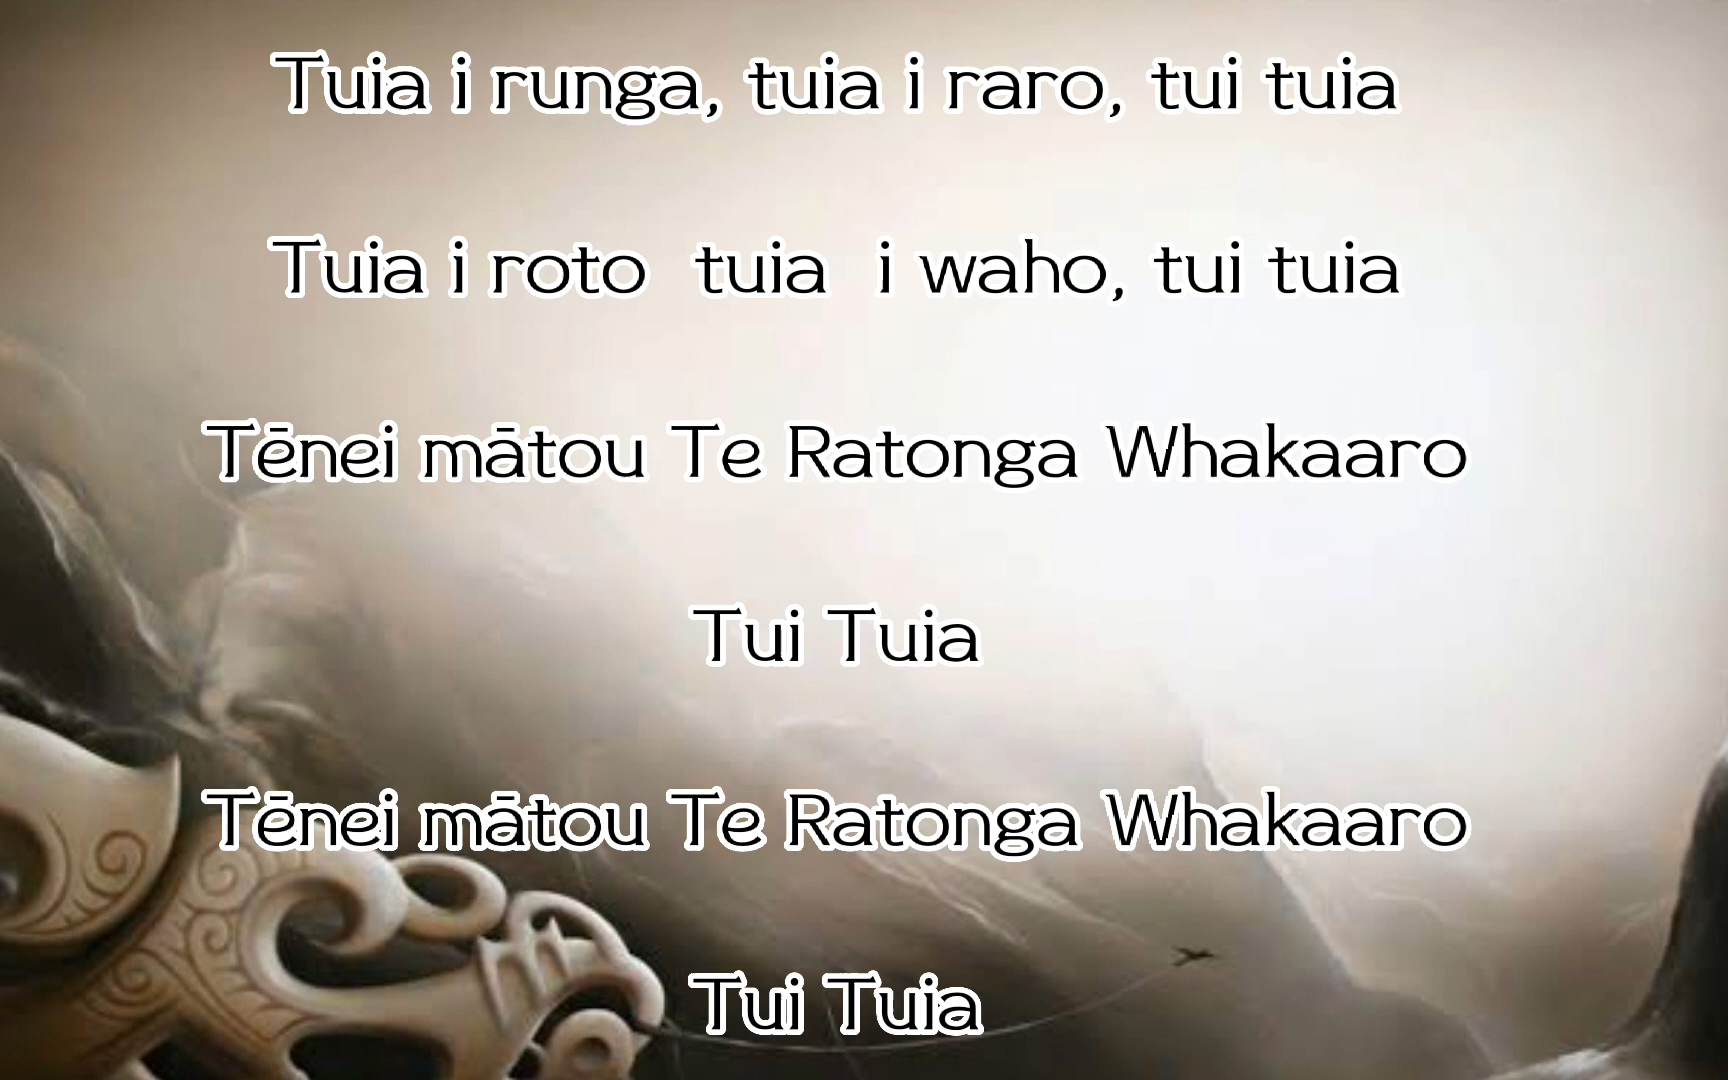 Tuia i runga, tuia i raro, tui tuia
Tuia i roto tuia i waho, tui tuia
Tēnei mātou Te Ratonga Whakaaro
Tui Tuia
Tēnei mātou Te Ratonga Whakaaro
Tui Tuia